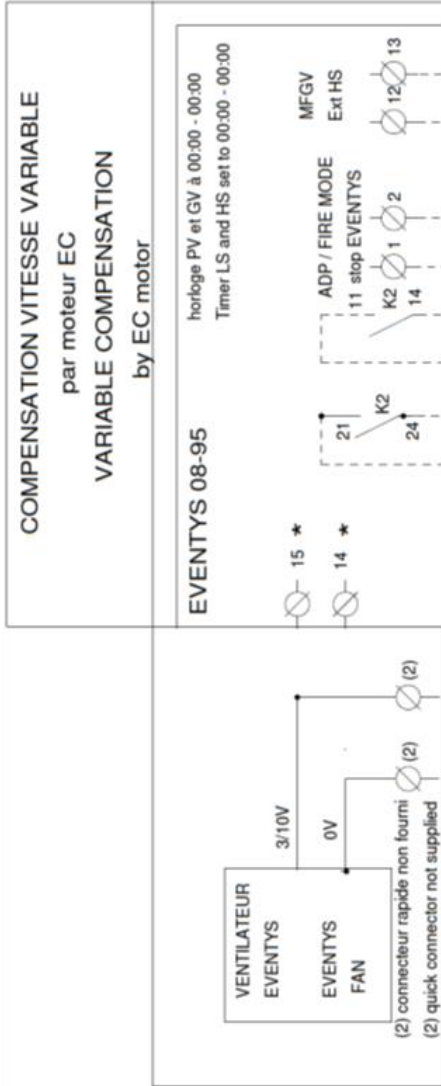 COMPENSATION VITESSE VARIABLE
par moteur EC
VARIABLE COMPENSATION
by EC motor
EVENTYS 08-95
horloge PV et GV à 00:00 - 00:00
Timer LS and HS set to 00:00 - 00:00
MFGV
Ext HS
ADP / FIRE MODE
11 stop EVENTYS
K2
14
1
2
12
13
21
K2
24
15 *
14 *
VENTILATEUR
EVENTYS
EVENTYS
FAN
3/10V
0V
(2)
(2)
(2) connecteur rapide non fourni
(2) quick connector not supplied